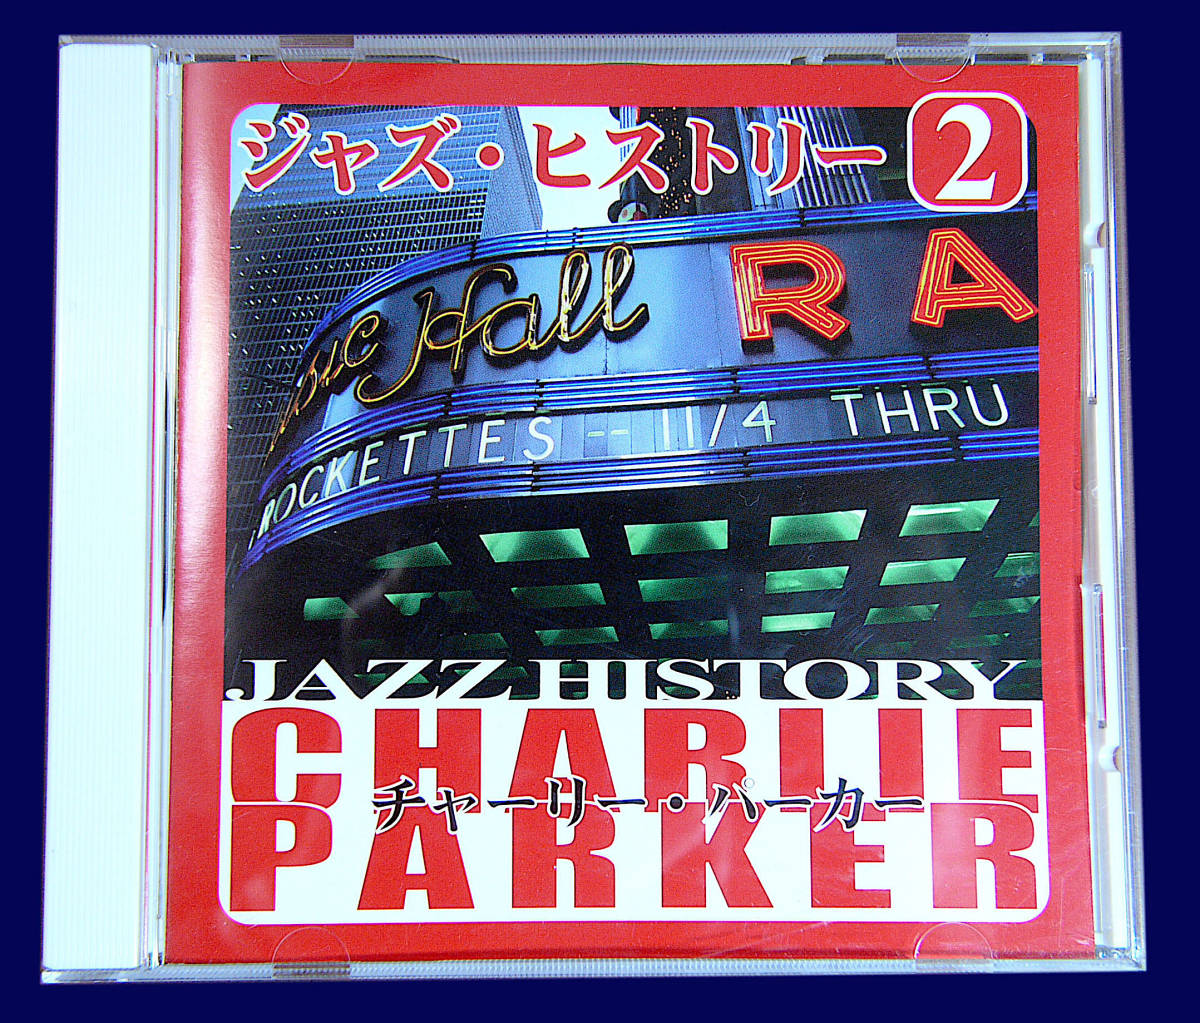 ジャズ・ヒストリー 2
Music Hall RA
ROCKETTES -- 11/4 THRU
JAZZ HISTORY
CHARLIE
チャーリー・パーカー
PARKER